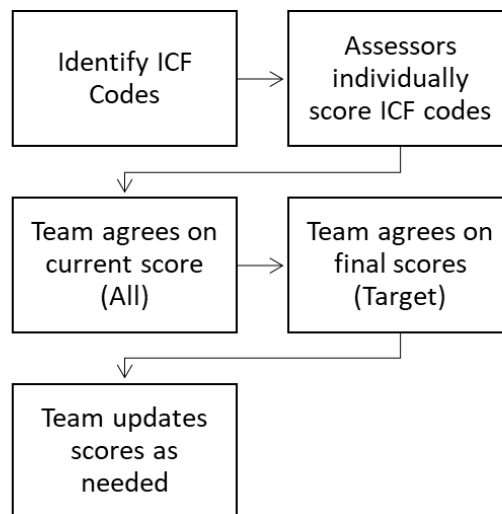 Identify ICF
Codes
Assessors
individually
score ICF codes
Team agrees on
current score
(All)
Team agrees on
final scores
(Target)
Team updates
scores as
needed